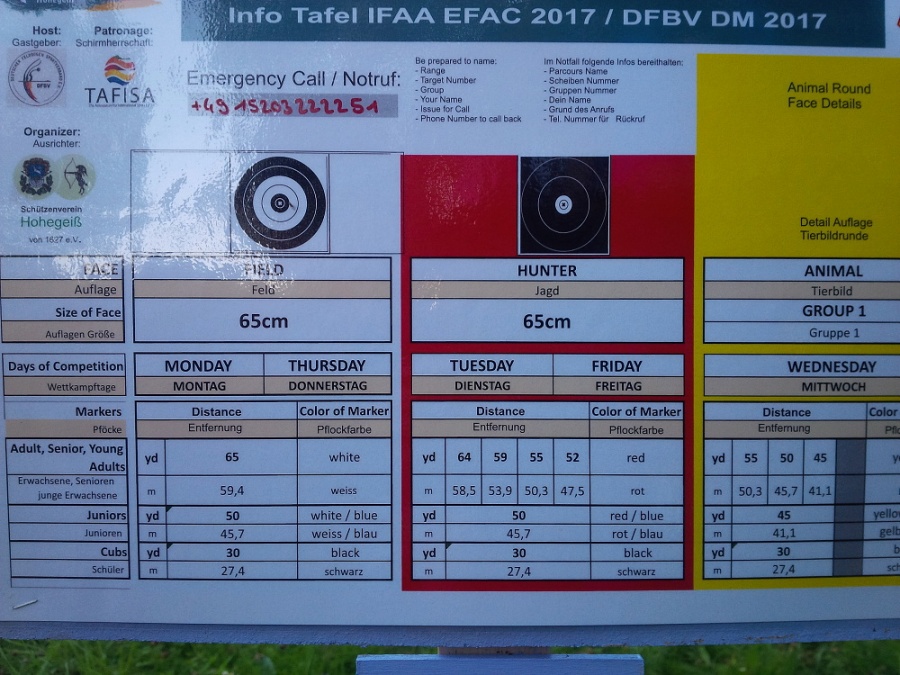 Info Tafel IFAA EFAC 2017 / DFBV DM 2017
Host:
Gastgeber:
Patronage:
Schirmherrschaft:
DFBV
TAFISA
Organizer:
Ausrichter:
Schützenverein
Hohegeiß
von 1627 e.V.
Emergency Call / Notruf:
+49 15203222251
Be prepared to name:
- Range
- Target Number
- Group
- Your Name
- Issue for Call
- Phone Number to call back
Im Notfall folgende Infos bereithalten:
- Parcours Name
- Scheiben Nummer
- Gruppen Nummer
- Dein Name
- Grund des Anrufs
- Tel. Nummer für Rückruf
Animal Round
Face Details
Detail Auflage
Tierbildrunde
FACE FIELD HUNTER ANIMAL
Auflage Feld Jagd Tierbild
Size of Face 65cm 65cm GROUP 1
Auflagen Größe Gruppe 1
Days of Competition MONDAY THURSDAY TUESDAY FRIDAY WEDNESDAY
Wettkampftage MONTAG DONNERSTAG DIENSTAG FREITAG MITTWOCH
Markers Distance Color of Marker Distance Color of Marker Distance Color
Pflöcke Entfernung Pflockfarbe Entfernung Pflockfarbe Entfernung
Adult, Senior, Young
Adults yd 65 white yd 64 59 55 52 red yd 55 50 45
Erwachsene, Senioren
junge Erwachsene m 59,4 weiss m 58,5 53,9 50,3 47,5 rot m 50,3 45,7 41,1
Juniors yd 50 white / blue yd 50 red / blue yd 45 yellow
Junioren m 45,7 weiss / blau m 45,7 rot / blau m 41,1 gelb
Cubs yd 30 black yd 30 black yd 30 b
Schüler m 27,4 schwarz m 27,4 schwarz m 27,4 sch